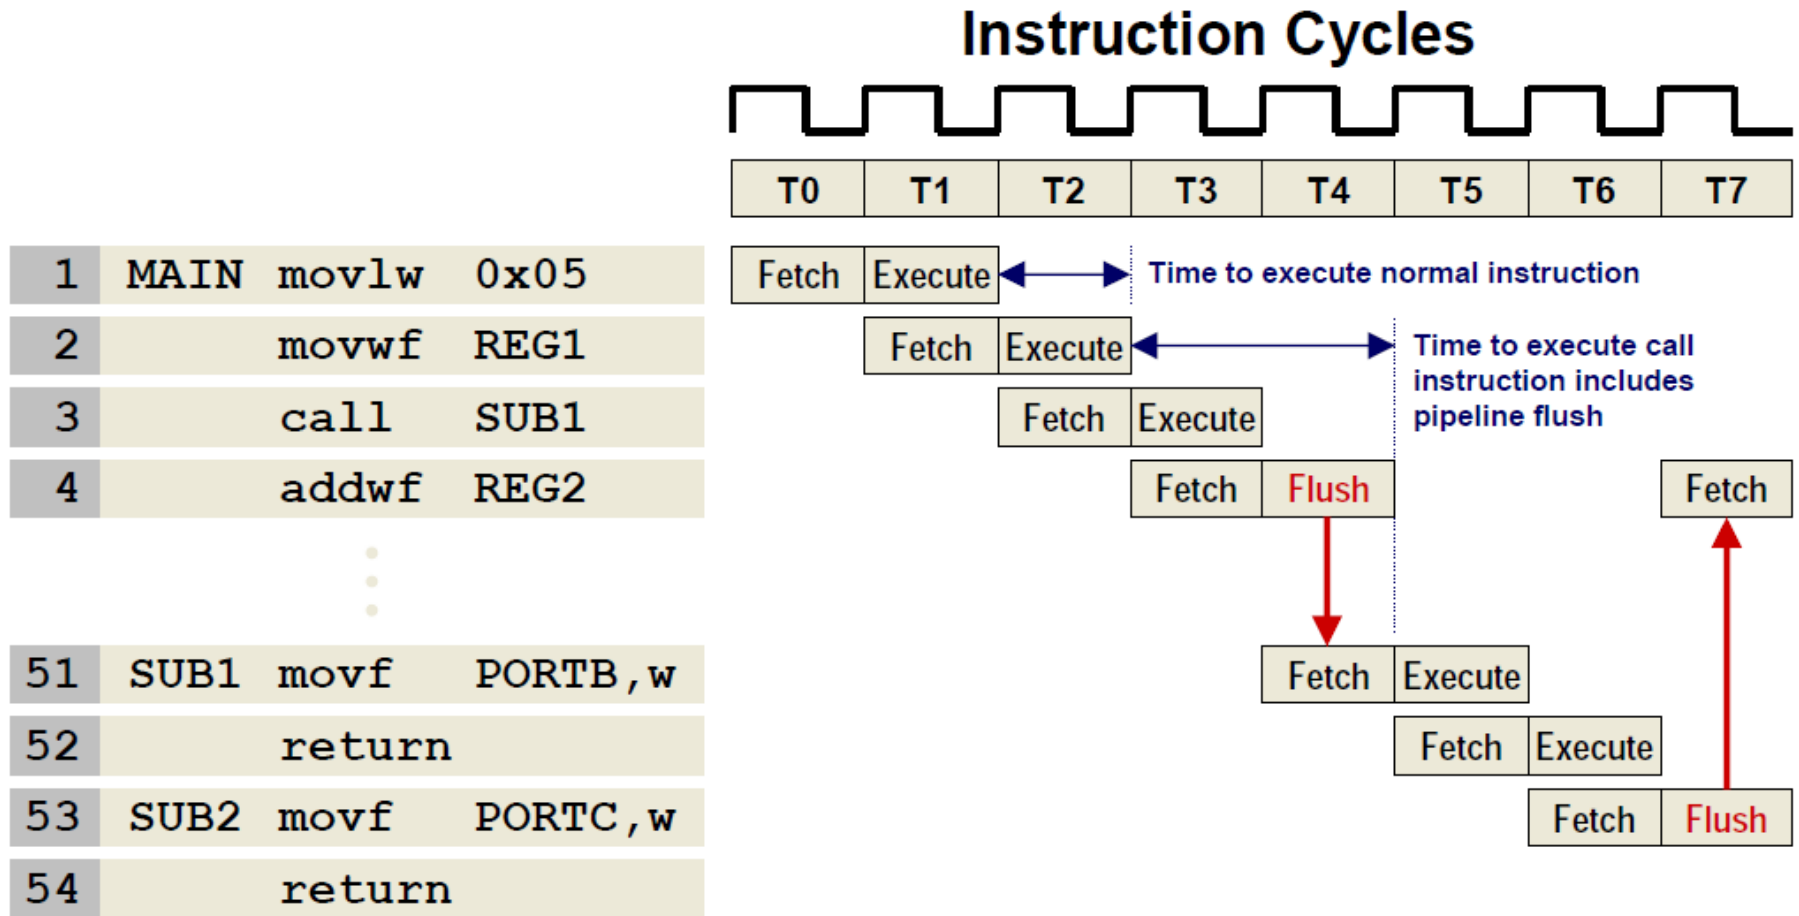 Instruction Cycles
T0 T1 T2 T3 T4 T5 T6 T7
1 MAIN movlw 0x05 Fetch Execute Time to execute normal instruction
2 movwf REG1 Fetch Execute Time to execute call
instruction includes
pipeline flush
3 call SUB1 Fetch Execute
4 addwf REG2 Fetch Flush Fetch
51 SUB1 movf PORTB,w Fetch Execute
52 return Fetch Execute
53 SUB2 movf PORTC,w Fetch Flush
54 return